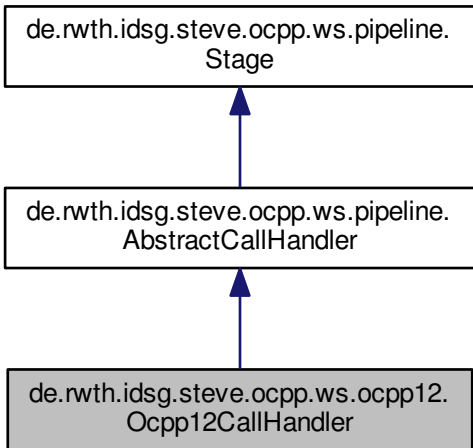 de.rwth.idsg.steve.ocpp.ws.pipeline.
Stage
de.rwth.idsg.steve.ocpp.ws.pipeline.
AbstractCallHandler
de.rwth.idsg.steve.ocpp.ws.ocpp12.
Ocpp12CallHandler